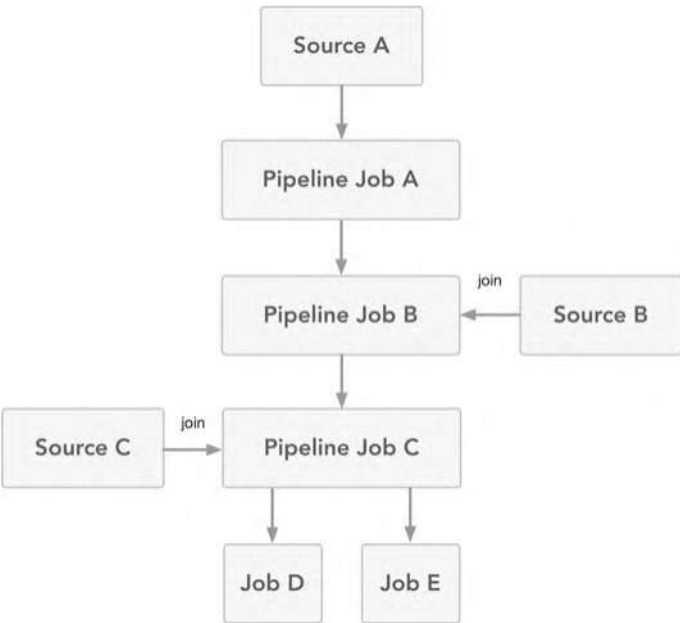 Source A
Pipeline Job A
join
Pipeline Job B
Source B
join
Source C
Pipeline Job C
Job D
Job E